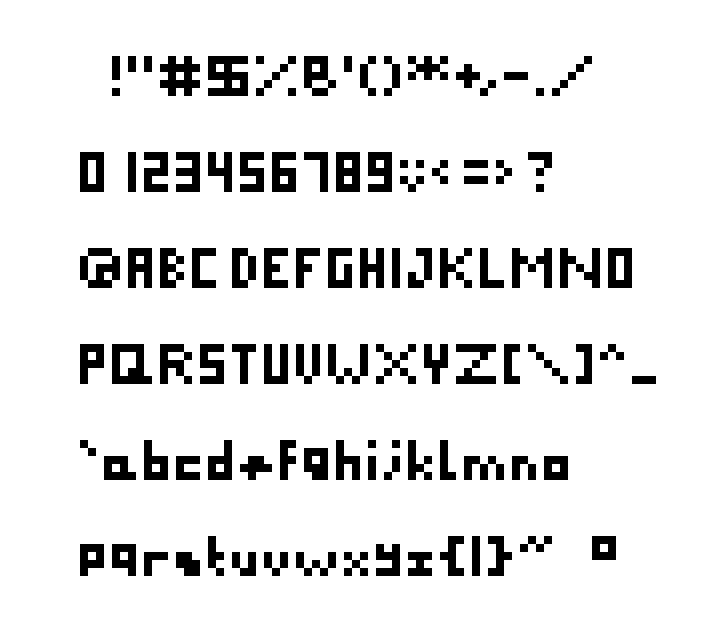 !"#$%&'()*+,-./
0123456789:;<=>?
@ABCDEFGHIJKLMNO
PQRSTUVWXYZ[\]^_
`abcdefghijklmno
pqrstuvwxyz{|}~ °